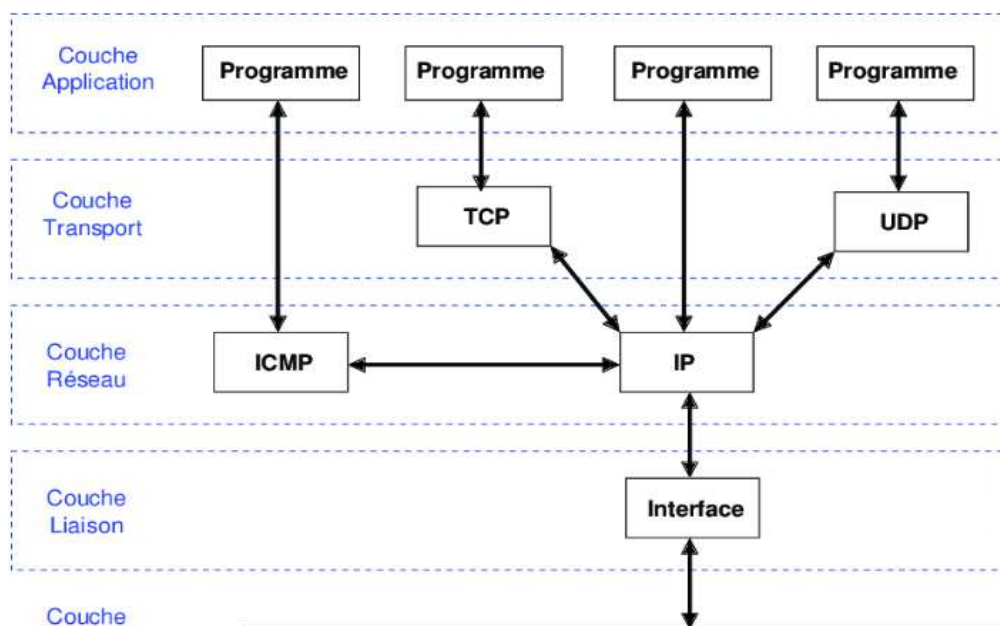 Couche
Application
Programme
Programme
Programme
Programme
Couche
Transport
TCP
UDP
Couche
Réseau
ICMP
IP
Couche
Liaison
Interface
Couche